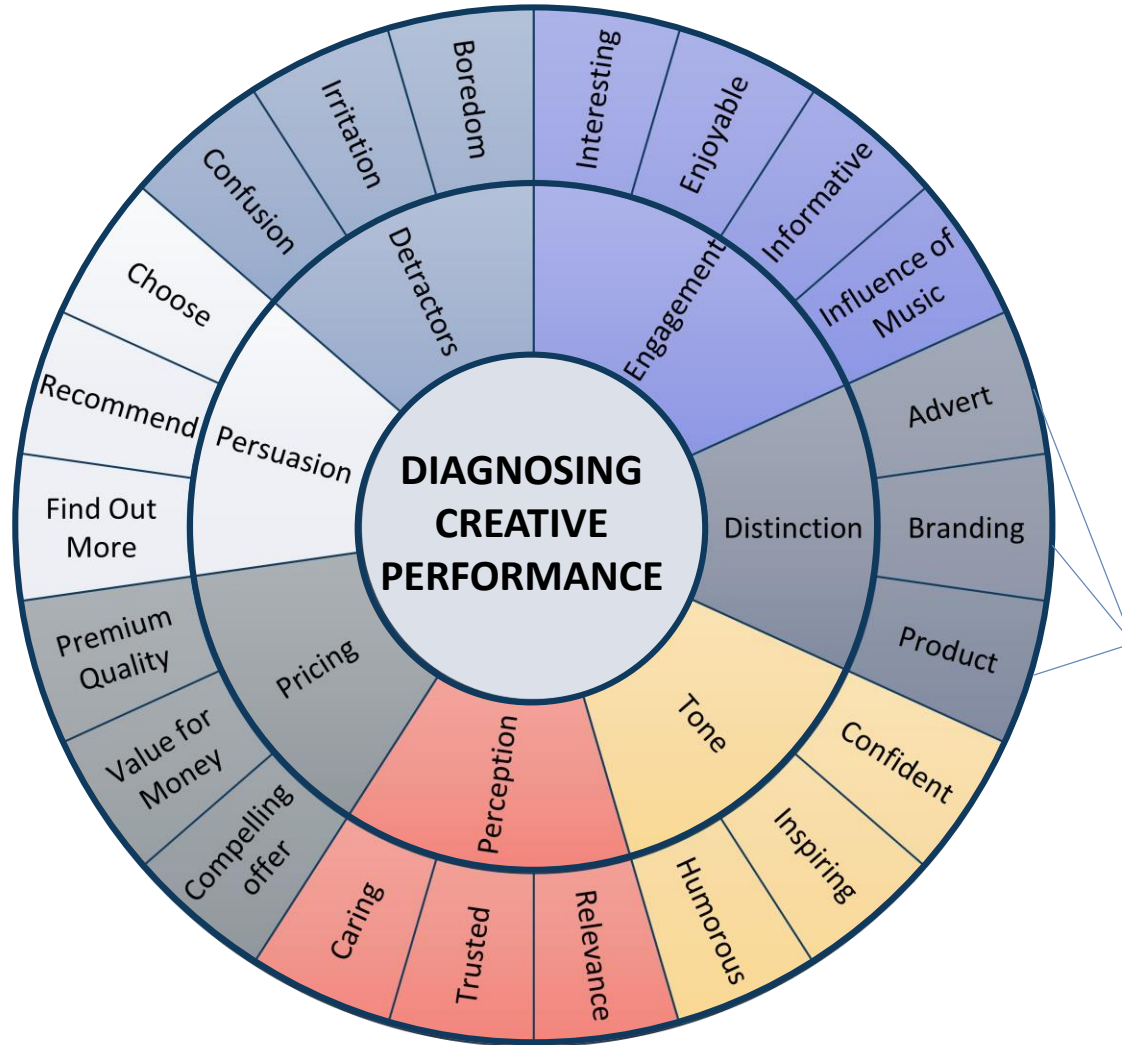 DIAGNOSING
CREATIVE
PERFORMANCE
Engagement
Interesting
Enjoyable
Informative
Influence of
Music
Distinction
Advert
Branding
Product
Tone
Confident
Inspiring
Humorous
Perception
Relevance
Trusted
Caring
Pricing
Compelling
offer
Value for
Money
Premium
Quality
Persuasion
Find Out
More
Recommend
Choose
Detractors
Confusion
Irritation
Boredom